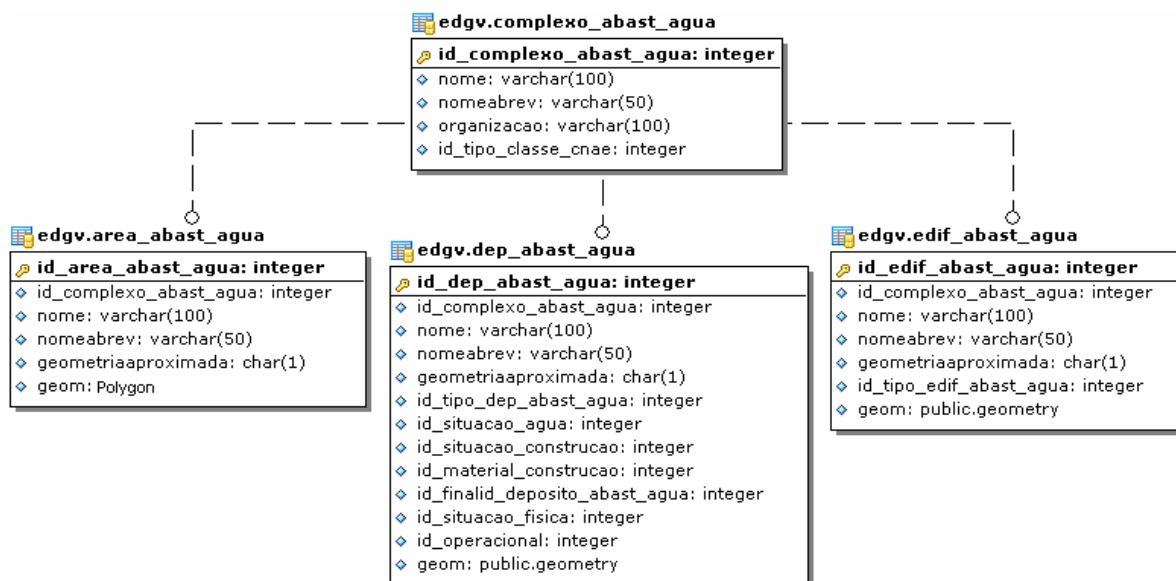 edgv.complexo_abast_agua
id_complexo_abast_agua: integer
nome: varchar(100)
nomeabrev: varchar(50)
organizacao: varchar(100)
id_tipo_classe_cnae: integer
edgv.area_abast_agua
id_area_abast_agua: integer
id_complexo_abast_agua: integer
nome: varchar(100)
nomeabrev: varchar(50)
geometriaaproximada: char(1)
geom: Polygon
edgv.dep_abast_agua
id_dep_abast_agua: integer
id_complexo_abast_agua: integer
nome: varchar(100)
nomeabrev: varchar(50)
geometriaaproximada: char(1)
id_tipo_dep_abast_agua: integer
id_situacao_agua: integer
id_situacao_construcao: integer
id_material_construcao: integer
id_finalid_deposito_abast_agua: integer
id_situacao_fisica: integer
id_operacional: integer
geom: public.geometry
edgv.edif_abast_agua
id_edif_abast_agua: integer
id_complexo_abast_agua: integer
nome: varchar(100)
nomeabrev: varchar(50)
geometriaaproximada: char(1)
id_tipo_edif_abast_agua: integer
geom: public.geometry